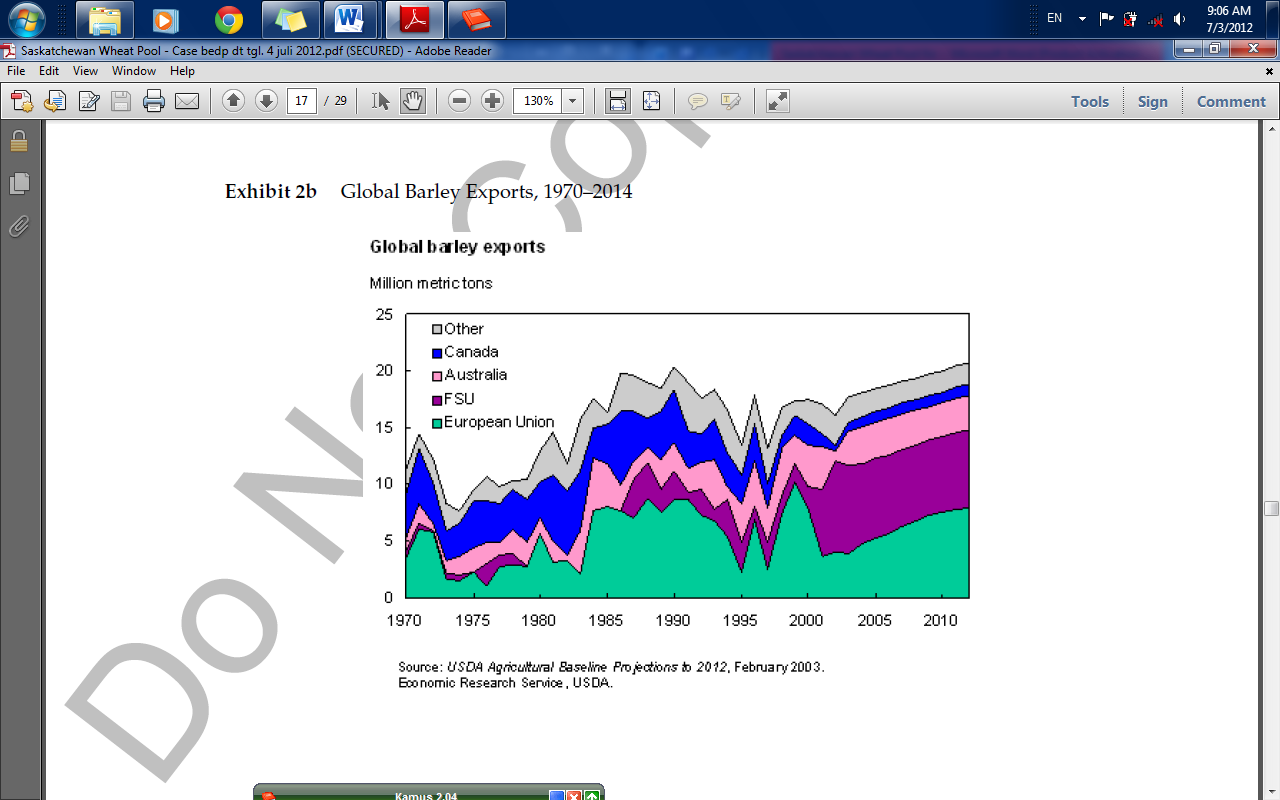 EN
9:06 AM
7/3/2012
Saskatchewan Wheat Pool - Case bedp dt tgl. 4 juli 2012.pdf (SECURED) - Adobe Reader
File Edit View Window Help
17 / 29
130%
Tools Sign Comment
Do No Cop
Exhibit 2b Global Barley Exports, 1970–2014
Global barley exports
Million metric tons
25
20
15
10
5
0
Other
Canada
Australia
FSU
European Union
1970 1975 1980 1985 1990 1995 2000 2005 2010
Source: USDA Agricultural Baseline Projections to 2012, February 2003.
Economic Research Service, USDA.
Kamus 2.04